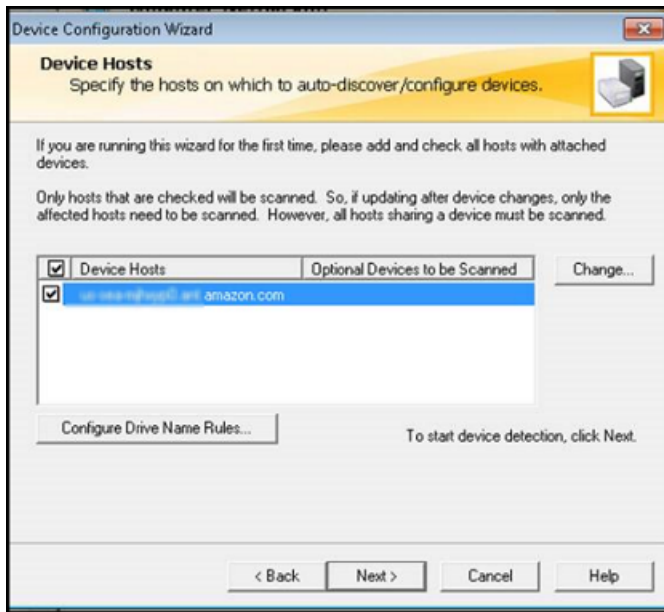 Device Configuration Wizard
Device Hosts
Specify the hosts on which to auto-discover/configure devices.
If you are running this wizard for the first time, please add and check all hosts with attached
devices.
Only hosts that are checked will be scanned. So, if updating after device changes, only the
affected hosts need to be scanned. However, all hosts sharing a device must be scanned.
Device Hosts Optional Devices to be Scanned Change...
amazon.com
Configure Drive Name Rules... To start device detection, click Next.
< Back Next > Cancel Help